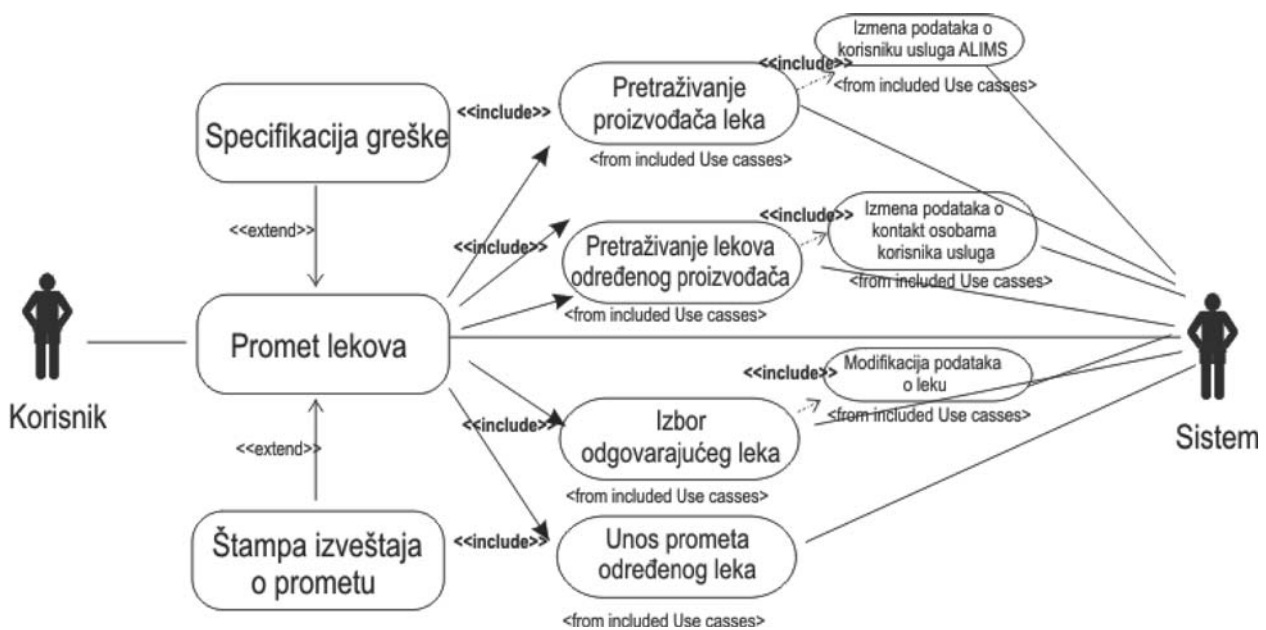 Izmena podataka o
korisniku usluga ALIMS
<<include>>
<from included Use casses>
Pretraživanje
proizvođača leka
<<include>>
<from included Use casses>
Specifikacija greške
<<extend>>
Izmena podataka o
kontakt osobama
korisnika usluga
<<include>>
<from included Use casses>
<<include>>
Pretraživanje lekova
određenog proizvođača
<from included Use casses>
Korisnik
Promet lekova
Sistem
Modifikacija podataka
o leku
<<include>>
<from included Use casses>
<<include>>
Izbor
odgovarajućeg leka
<from included Use casses>
<<extend>>
Štampa izveštaja
o prometu
<<include>>
Unos prometa
određenog leka
<from included Use casses>